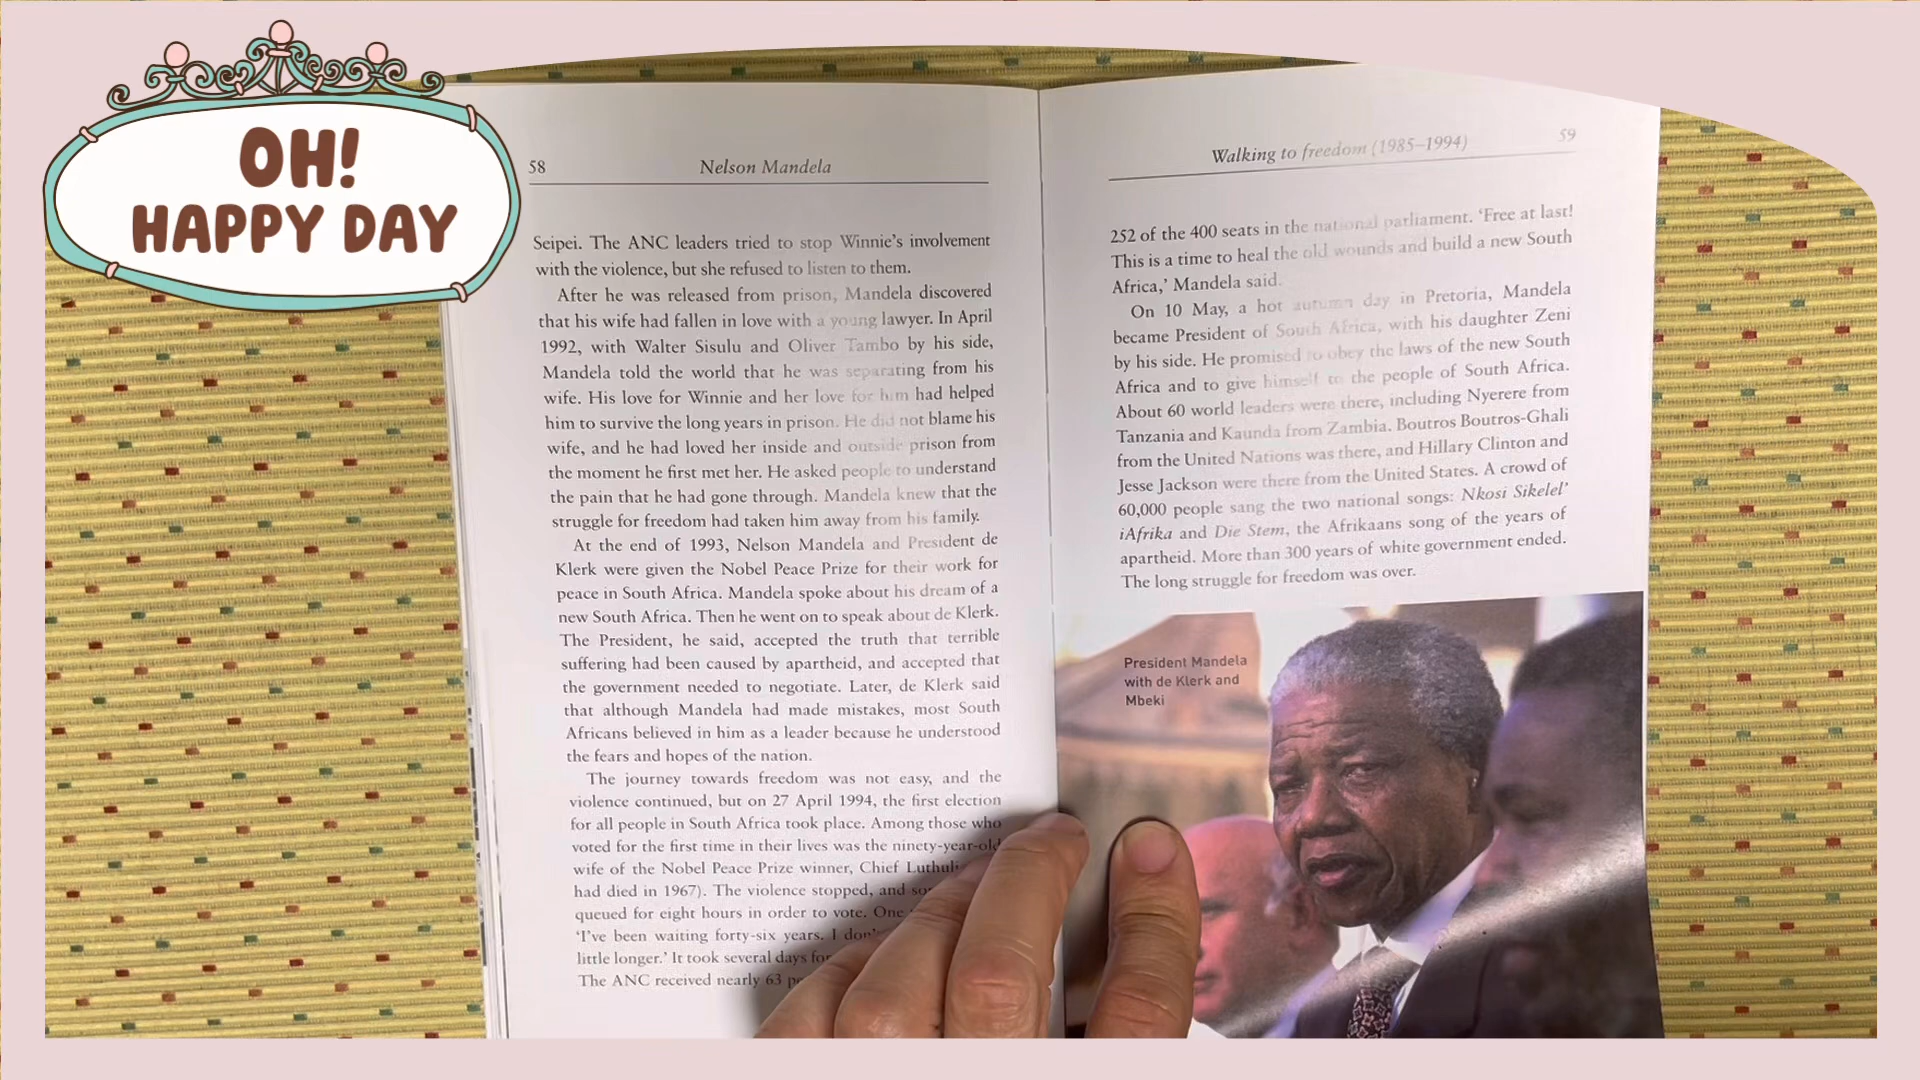 OH!
HAPPY DAY
58
Nelson Mandela
Seipei. The ANC leaders tried to stop Winnie's involvement
with the violence, but she refused to listen to them.
After he was released from prison, Mandela discovered
that his wife had fallen in love with a young lawyer. In April
1992, with Walter Sisulu and Oliver Tambo by his side,
Mandela told the world that he was separating from his
wife. His love for Winnie and her love for him had helped
him to survive the long years in prison. He did not blame his
wife, and he had loved her inside and outside prison from
the moment he first met her. He asked people to understand
the pain that he had gone through. Mandela knew that the
struggle for freedom had taken him away from his family.
At the end of 1993, Nelson Mandela and President de
Klerk were given the Nobel Peace Prize for their work for
peace in South Africa. Mandela spoke about his dream of a
new South Africa. Then he went on to speak about de Klerk.
The President, he said, accepted the truth that terrible
suffering had been caused by apartheid, and accepted that
the government needed to negotiate. Later, de Klerk said
that although Mandela had made mistakes, most South
Africans believed in him as a leader because he understood
the fears and hopes of the nation.
The journey towards freedom was not easy, and the
violence continued, but on 27 April 1994, the first election
for all people in South Africa took place. Among those who
voted for the first time in their lives was the ninety-year-old
wife of the Nobel Peace Prize winner, Chief Luthuli
had died in 1967). The violence stopped, and
queued for eight hours in order to vote. One
'I've been waiting forty-six years. I
little longer.' It took several days
The ANC received nearly 63
Walking to freedom (1985–1994)
59
252 of the 400 seats in the national parliament. 'Free at last!
This is a time to heal the old wounds and build a new South
Africa,' Mandela said.
On 10 May, a hot autumn day in Pretoria, Mandela
became President of South Africa, with his daughter Zeni
by his side. He promised to obey the laws of the new South
Africa and to give himself to the people of South Africa.
About 60 world leaders were there, including Nyerere from
Tanzania and Kaunda from Zambia. Boutros Boutros-Ghali
from the United Nations was there, and Hillary Clinton and
Jesse Jackson were there from the United States. A crowd of
60,000 people sang the two national songs: Nkosi Sikelel'
iAfrika and Die Stem, the Afrikaans song of the years of
apartheid. More than 300 years of white government ended.
The long struggle for freedom was over.
President Mandela
with de Klerk and
Mbeki